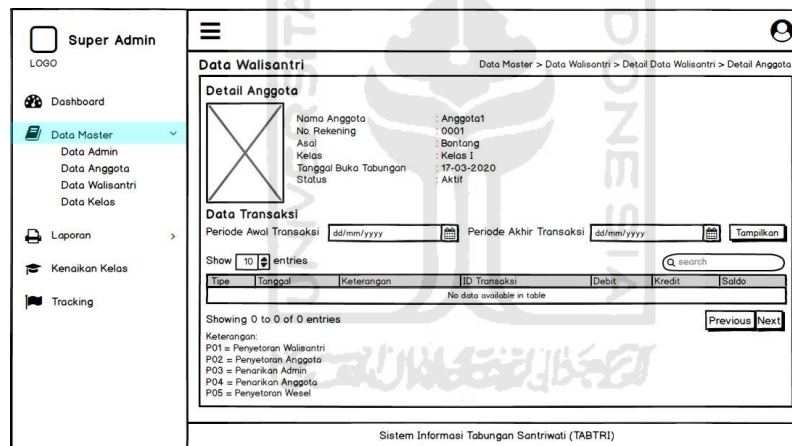 Super Admin
LOGO
Dashboard
Data Master
Data Admin
Data Anggota
Data Walisantri
Data Kelas
Laporan
Kenaikan Kelas
Tracking
Data Walisantri
Data Master > Data Walisantri > Detail Data Walisantri > Detail Anggota
Detail Anggota
Nama Anggota : Anggota1
No. Rekening : 0001
Asal : Bontang
Kelas : Kelas I
Tanggal Buka Tabungan : 17-03-2020
Status : Aktif
Data Transaksi
Periode Awal Transaksi dd/mm/yyyy Periode Akhir Transaksi dd/mm/yyyy Tampilkan
Show 10 entries search
Tipe Tanggal Keterangan ID Transaksi Debit Kredit Saldo
No data available in table
Showing 0 to 0 of 0 entries Previous Next
Keterangan:
P01 = Penyetoran Walisantri
P02 = Penyetoran Anggota
P03 = Penarikan Admin
P04 = Penarikan Anggota
P05 = Penyetoran Wesel
Sistem Informasi Tabungan Santriwati (TABTRI)